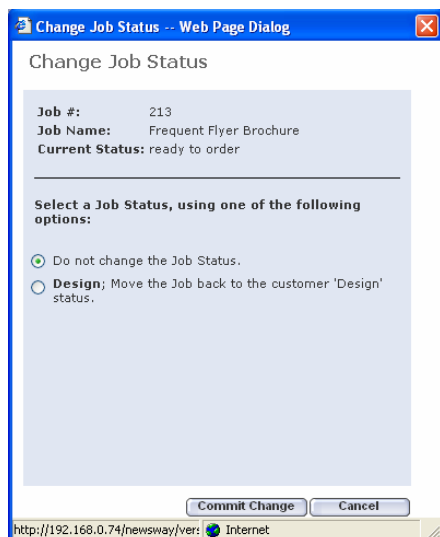 Change Job Status -- Web Page Dialog
Change Job Status
Job #: 213
Job Name: Frequent Flyer Brochure
Current Status: ready to order
Select a Job Status, using one of the following
options:
Do not change the Job Status.
Design; Move the Job back to the customer 'Design'
status.
Commit Change Cancel
http://192.168.0.74/newsway/ver: Internet